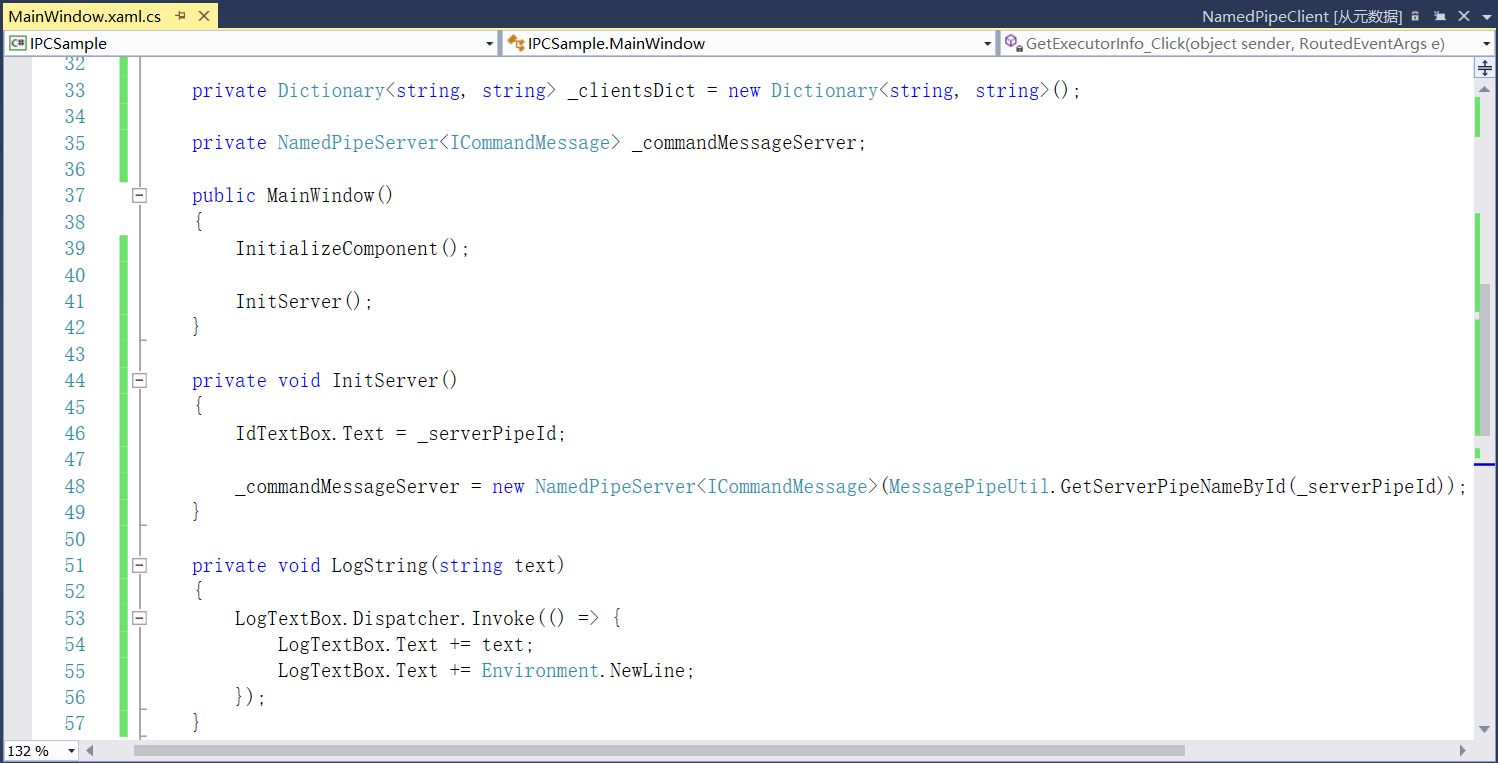 MainWindow.xaml.cs
NamedPipeClient [从元数据]
IPCSample
IPCSample.MainWindow
GetExecutorInfo_Click(object sender, RoutedEventArgs e)
32
33 private Dictionary<string, string> _clientsDict = new Dictionary<string, string>();
34
35 private NamedPipeServer<ICommandMessage> _commandMessageServer;
36
37 public MainWindow()
38 {
39 InitializeComponent();
40
41 InitServer();
42 }
43
44 private void InitServer()
45 {
46 IdTextBox.Text = _serverPipeId;
47
48 _commandMessageServer = new NamedPipeServer<ICommandMessage>(MessagePipeUtil.GetServerPipeNameById(_serverPipeId));
49 }
50
51 private void LogString(string text)
52 {
53 LogTextBox.Dispatcher.Invoke(() => {
54 LogTextBox.Text += text;
55 LogTextBox.Text += Environment.NewLine;
56 });
57 }
132 %